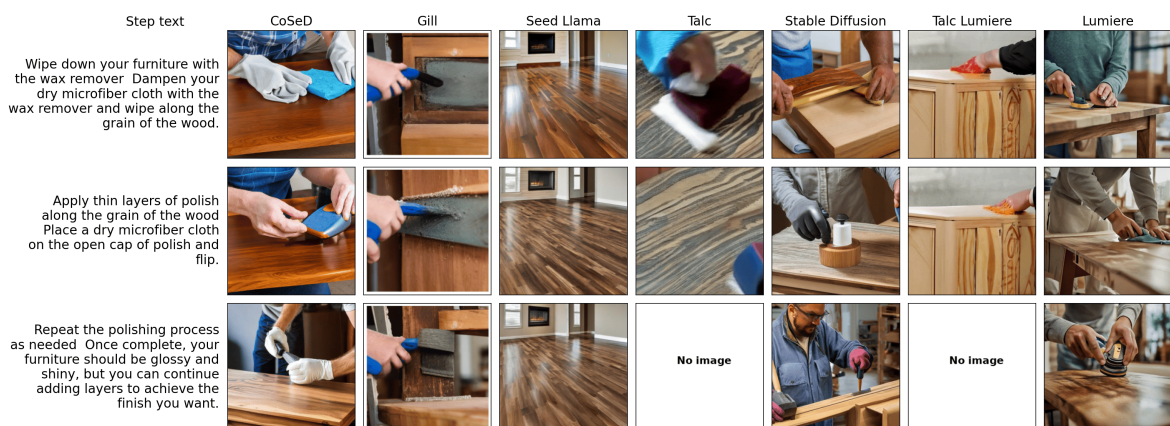 Step text
CoSeD
Gill
Seed Llama
Talc
Stable Diffusion
Talc Lumiere
Lumiere
Wipe down your furniture with
the wax remover  Dampen your
dry microfiber cloth with the
wax remover and wipe along the
grain of the wood.
Apply thin layers of polish
along the grain of the wood
Place a dry microfiber cloth
on the open cap of polish and
flip.
Repeat the polishing process
as needed  Once complete, your
furniture should be glossy and
shiny, but you can continue
adding layers to achieve the
finish you want.
No image
No image